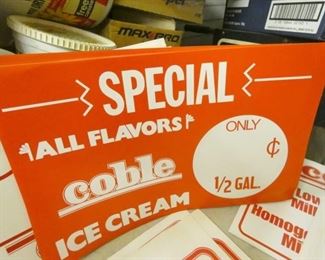 MAX PRO
SPECIAL
ALL FLAVORS
coble
ICE CREAM
ONLY
¢
1/2 GAL.
Low
Mil
Homog
Mi